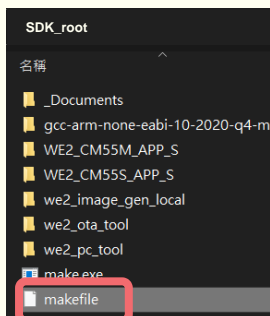 SDK_root
名稱
_Documents
gcc-arm-none-eabi-10-2020-q4-m
WE2_CM55M_APP_S
WE2_CM55S_APP_S
we2_image_gen_local
we2_ota_tool
we2_pc_tool
make.exe
makefile